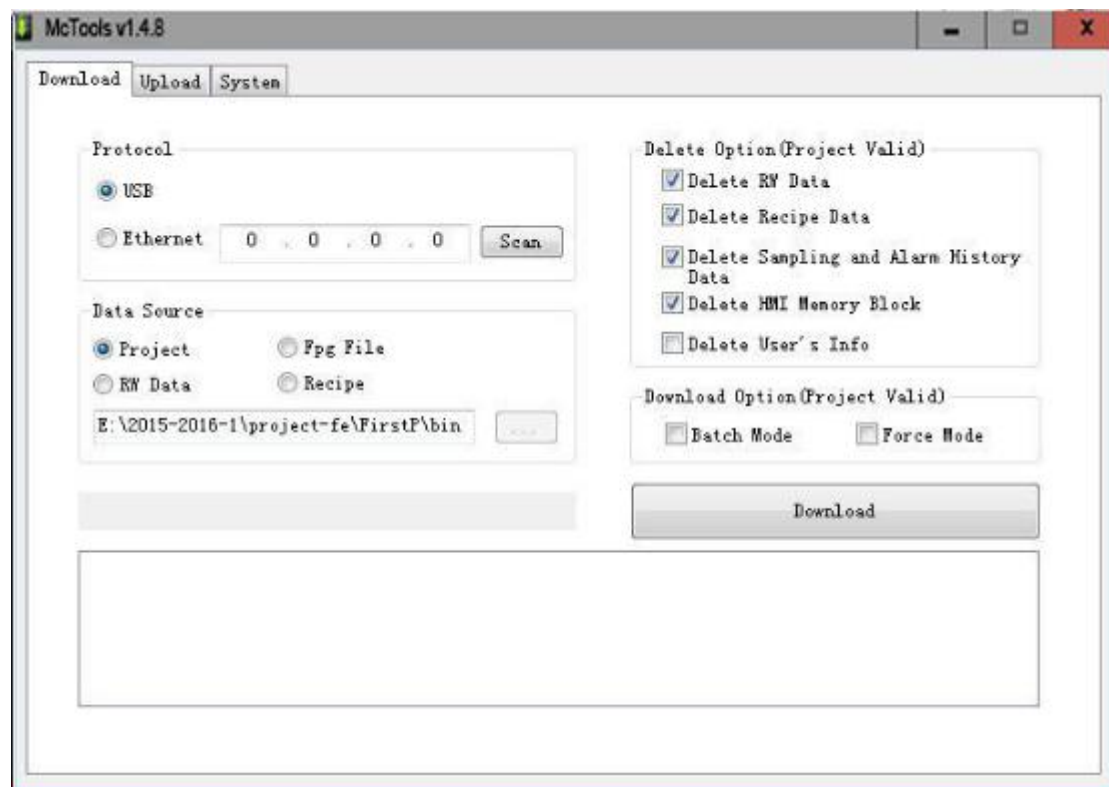 McTools v1.4.8
Download Upload System
Protocol
USB
Ethernet 0 . 0 . 0 . 0 Scan
Data Source
Project Fpg File
RW Data Recipe
E:\2015-2016-1\project-fe\FirstP\bin ...
Delete Option(Project Valid)
Delete RW Data
Delete Recipe Data
Delete Sampling and Alarm History
Data
Delete HMI Memory Block
Delete User's Info
Download Option(Project Valid)
Batch Mode Force Mode
Download